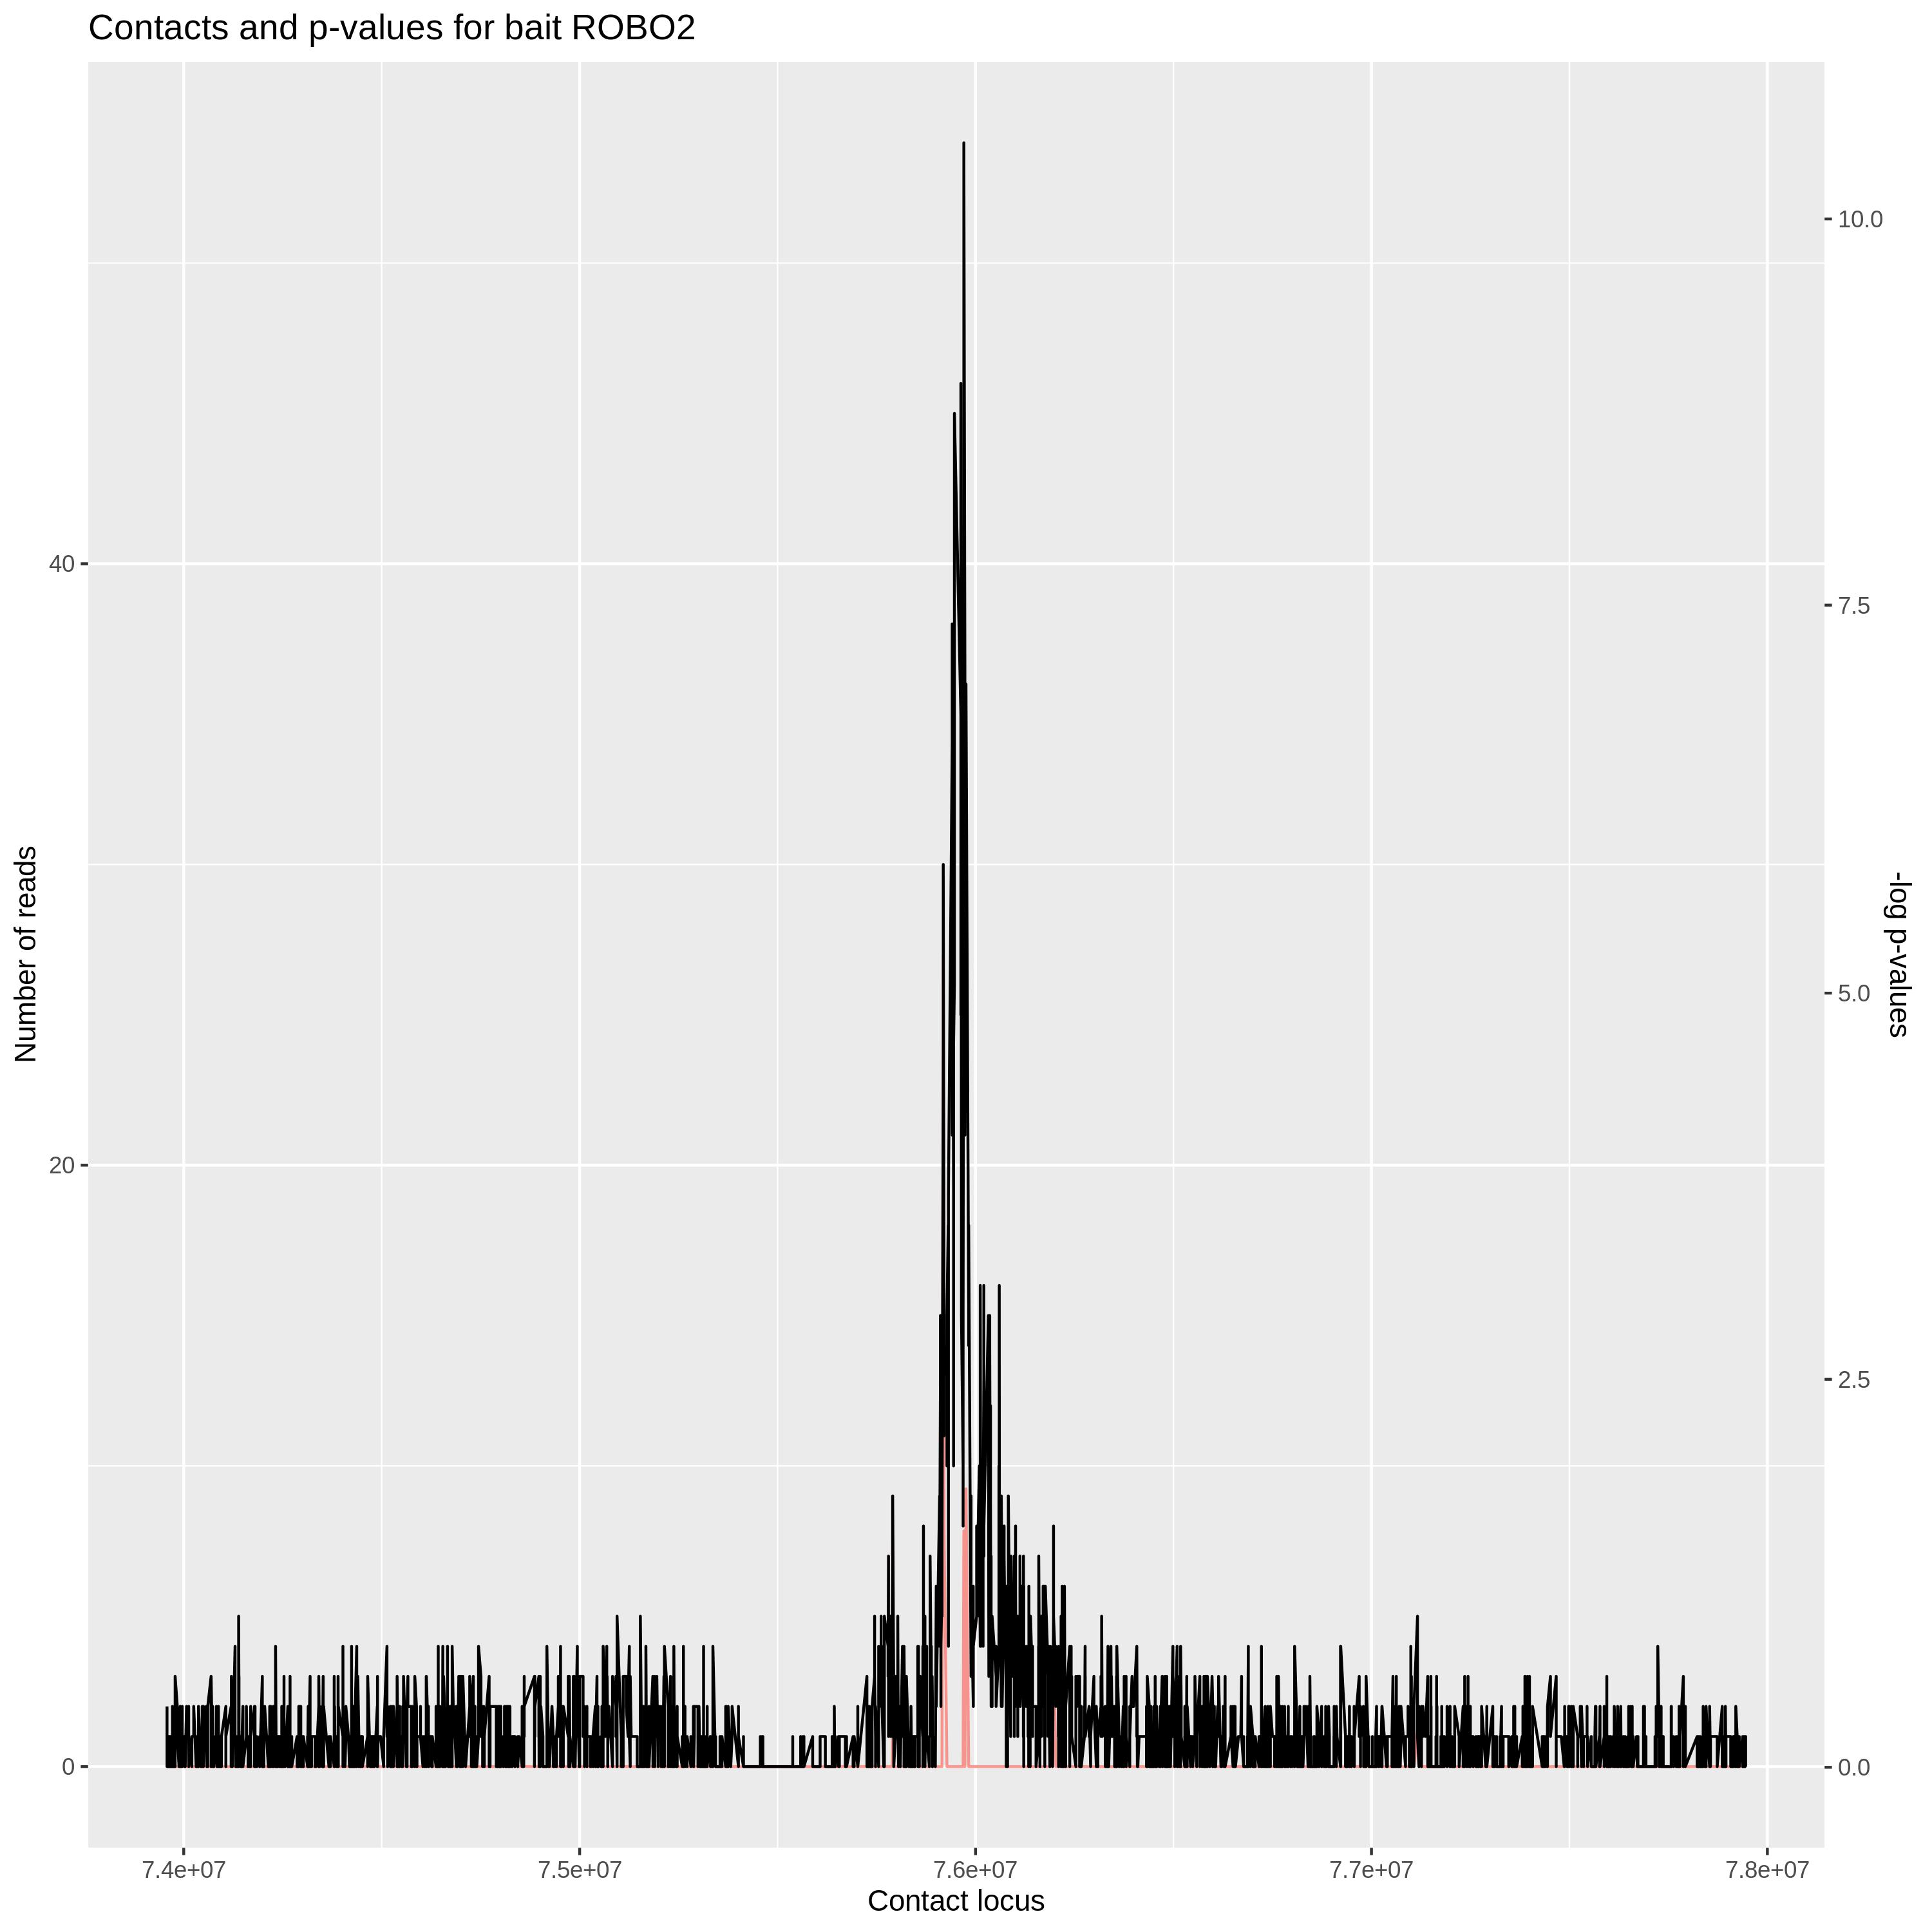 Contacts and p-values for bait ROBO2
Number of reads
40
20
0
10.0
7.5
5.0
2.5
0.0
-log p-values
7.4e+07 7.5e+07 7.6e+07 7.7e+07 7.8e+07
Contact locus